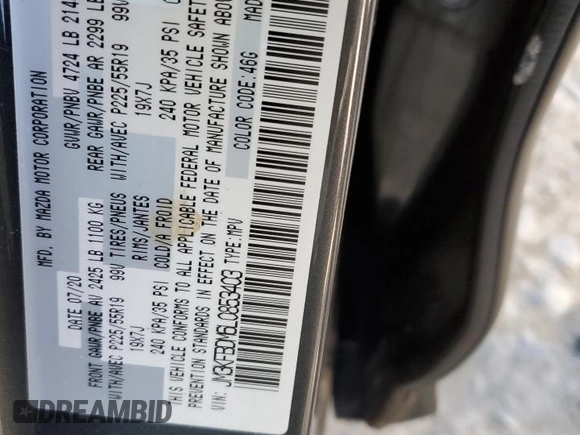 MFD. BY MAZDA MOTOR CORPORATION
DATE 07/20 GVWR/PNBV 4724 LB 214
FRONT GAWR/PNBE AV 2425 LB 1100 KG REAR GAWR/PNBE AR 2299 LB
WITH/AVEC P225/55R19 99V TIRES/PNEUS WITH/AVEC P225/55R19 99V
19X7J RIMS/JANTES 19X7J
240 KPA/35 PSI COLD/A FROID 240 KPA/35 PSI
THIS VEHICLE CONFORMS TO ALL APPLICABLE FEDERAL MOTOR VEHICLE SAFETY
PREVENTION STANDARDS IN EFFECT ON THE DATE OF MANUFACTURE SHOWN ABO
VIN: JM3KFBDM6L0853403 TYPE:MPV COLOR CODE:46G MAD
DREAMBID